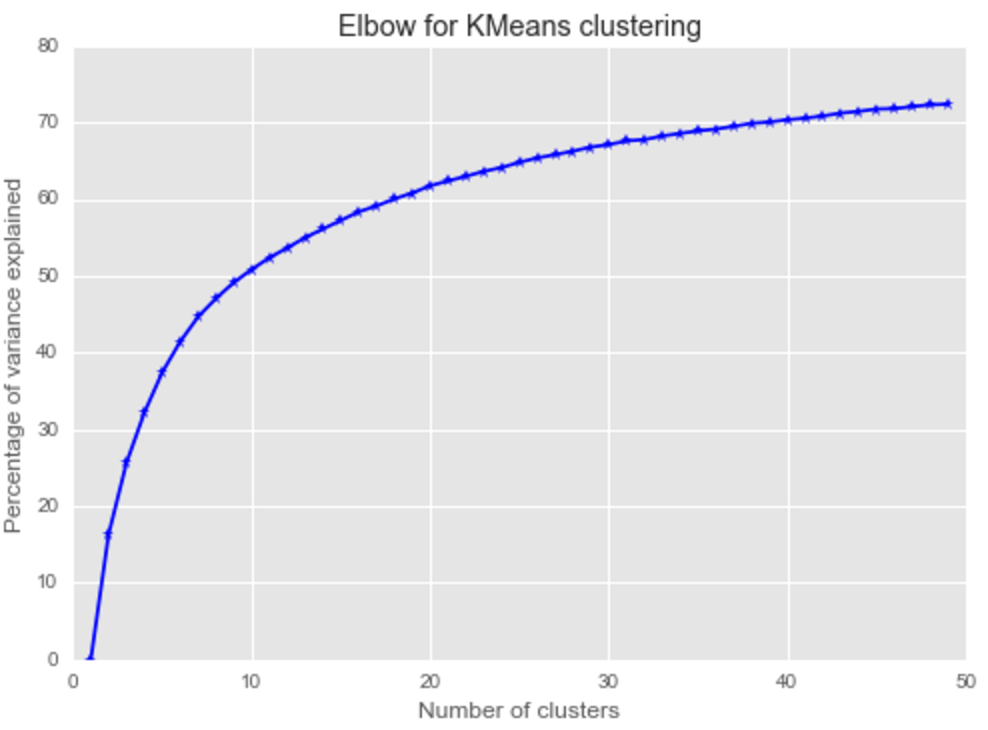 Elbow for KMeans clustering
80
70
60
50
40
30
20
10
0
Percentage of variance explained
0 10 20 30 40 50
Number of clusters